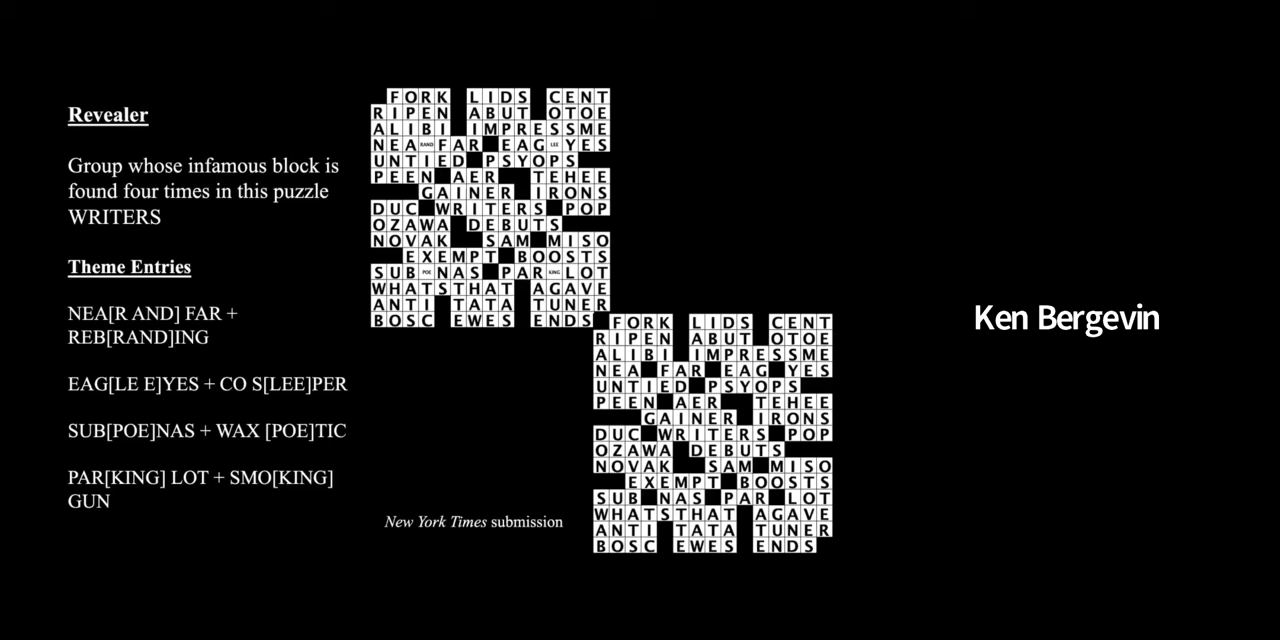 Revealer
Group whose infamous block is
found four times in this puzzle
WRITERS
Theme Entries
NEA[R AND] FAR +
REB[RAND]ING
EAG[LE E]YES + CO S[LEE]PER
SUB[POE]NAS + WAX [POE]TIC
PAR[KING] LOT + SMO[KING]
GUN
FORK LIDS CENT
RIPEN ABUT OTOE
ALIBI IMPRESSME
NEA RAND FAR EAG LEE YES
UNTIED PSYOPS
PEEN AER TEHEE
GAINER IRONS
DUC WRITERS POP
OZAWA DEBUTS
NOVAK SAM MISO
EXEMPT BOOSTS
SUB POE NAS PAR KING LOT
WHATSTHAT AGAVE
ANTI TATA TUNER
BOSC EWES ENDS
FORK LIDS CENT
RIPEN ABUT OTOE
ALIBI IMPRESSME
NEA FAR EAG YES
UNTIED PSYOPS
PEEN AER TEHEE
GAINER IRONS
DUC WRITERS POP
OZAWA DEBUTS
NOVAK SAM MISO
EXEMPT BOOSTS
SUB NAS PAR LOT
WHATSTHAT AGAVE
ANTI TATA TUNER
BOSC EWES ENDS
New York Times submission
Ken Bergevin